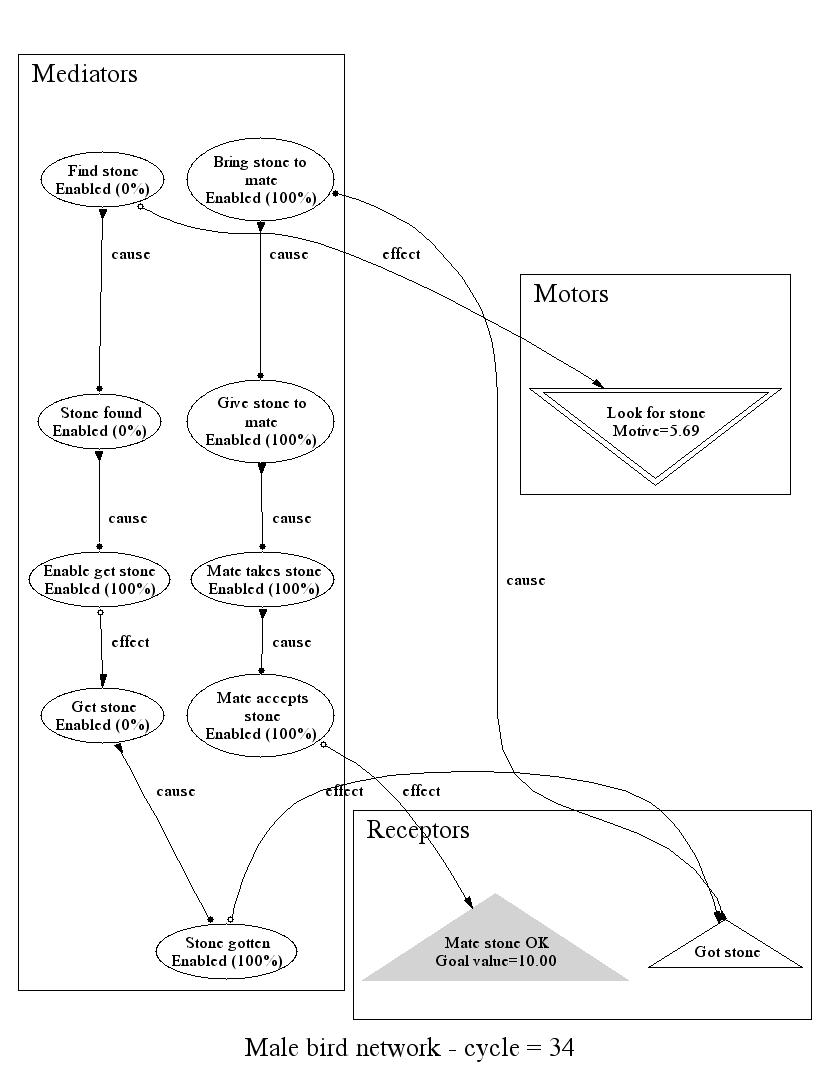 Mediators
Find stone
Enabled (0%)
Bring stone to
mate
Enabled (100%)
cause
cause
effect
Motors
Look for stone
Motive=5.69
Stone found
Enabled (0%)
Give stone to
mate
Enabled (100%)
cause
cause
Enable get stone
Enabled (100%)
Mate takes stone
Enabled (100%)
cause
effect
cause
Get stone
Enabled (0%)
Mate accepts
stone
Enabled (100%)
cause
effect
effect
Receptors
Stone gotten
Enabled (100%)
Mate stone OK
Goal value=10.00
Got stone
Male bird network - cycle = 34